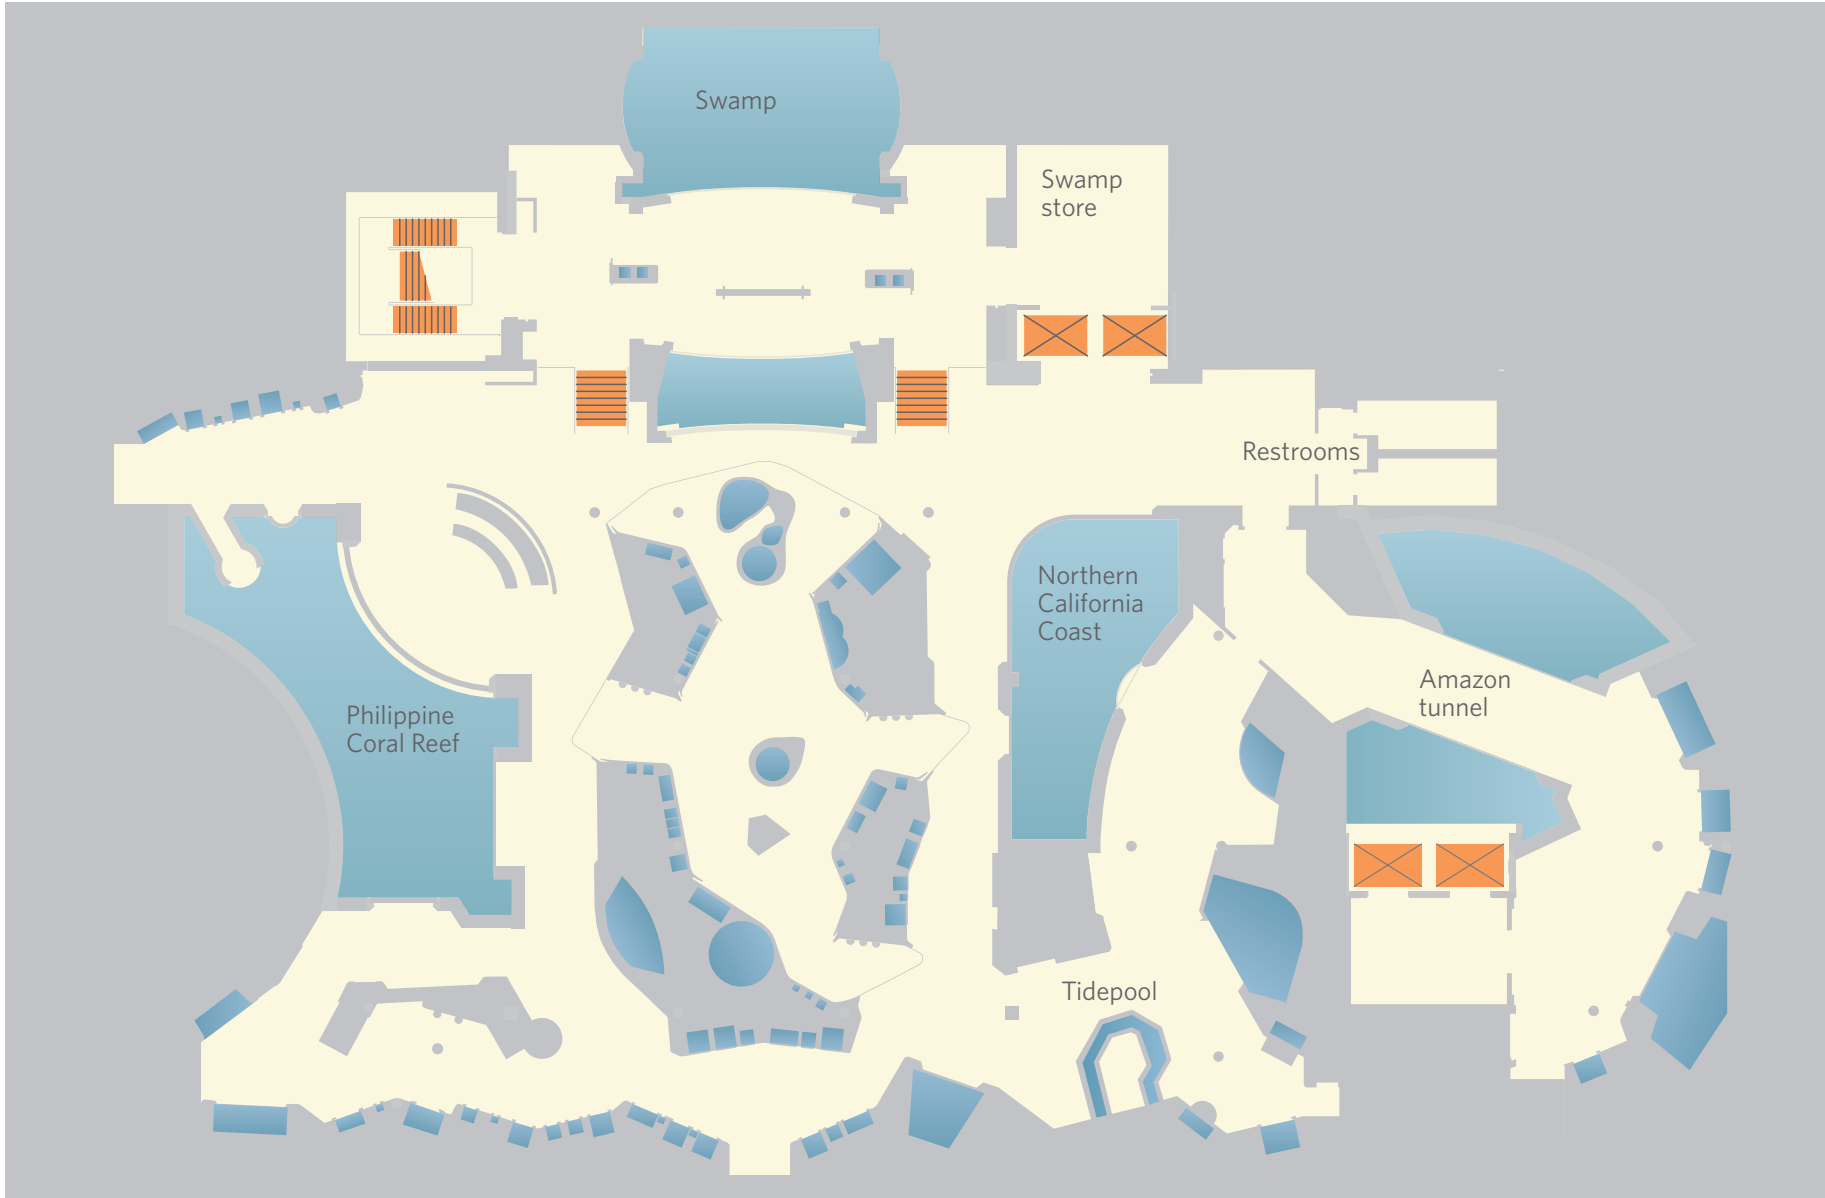 Swamp
Swamp
store
Restrooms
Northern
California
Coast
Amazon
tunnel
Philippine
Coral Reef
Tidepool